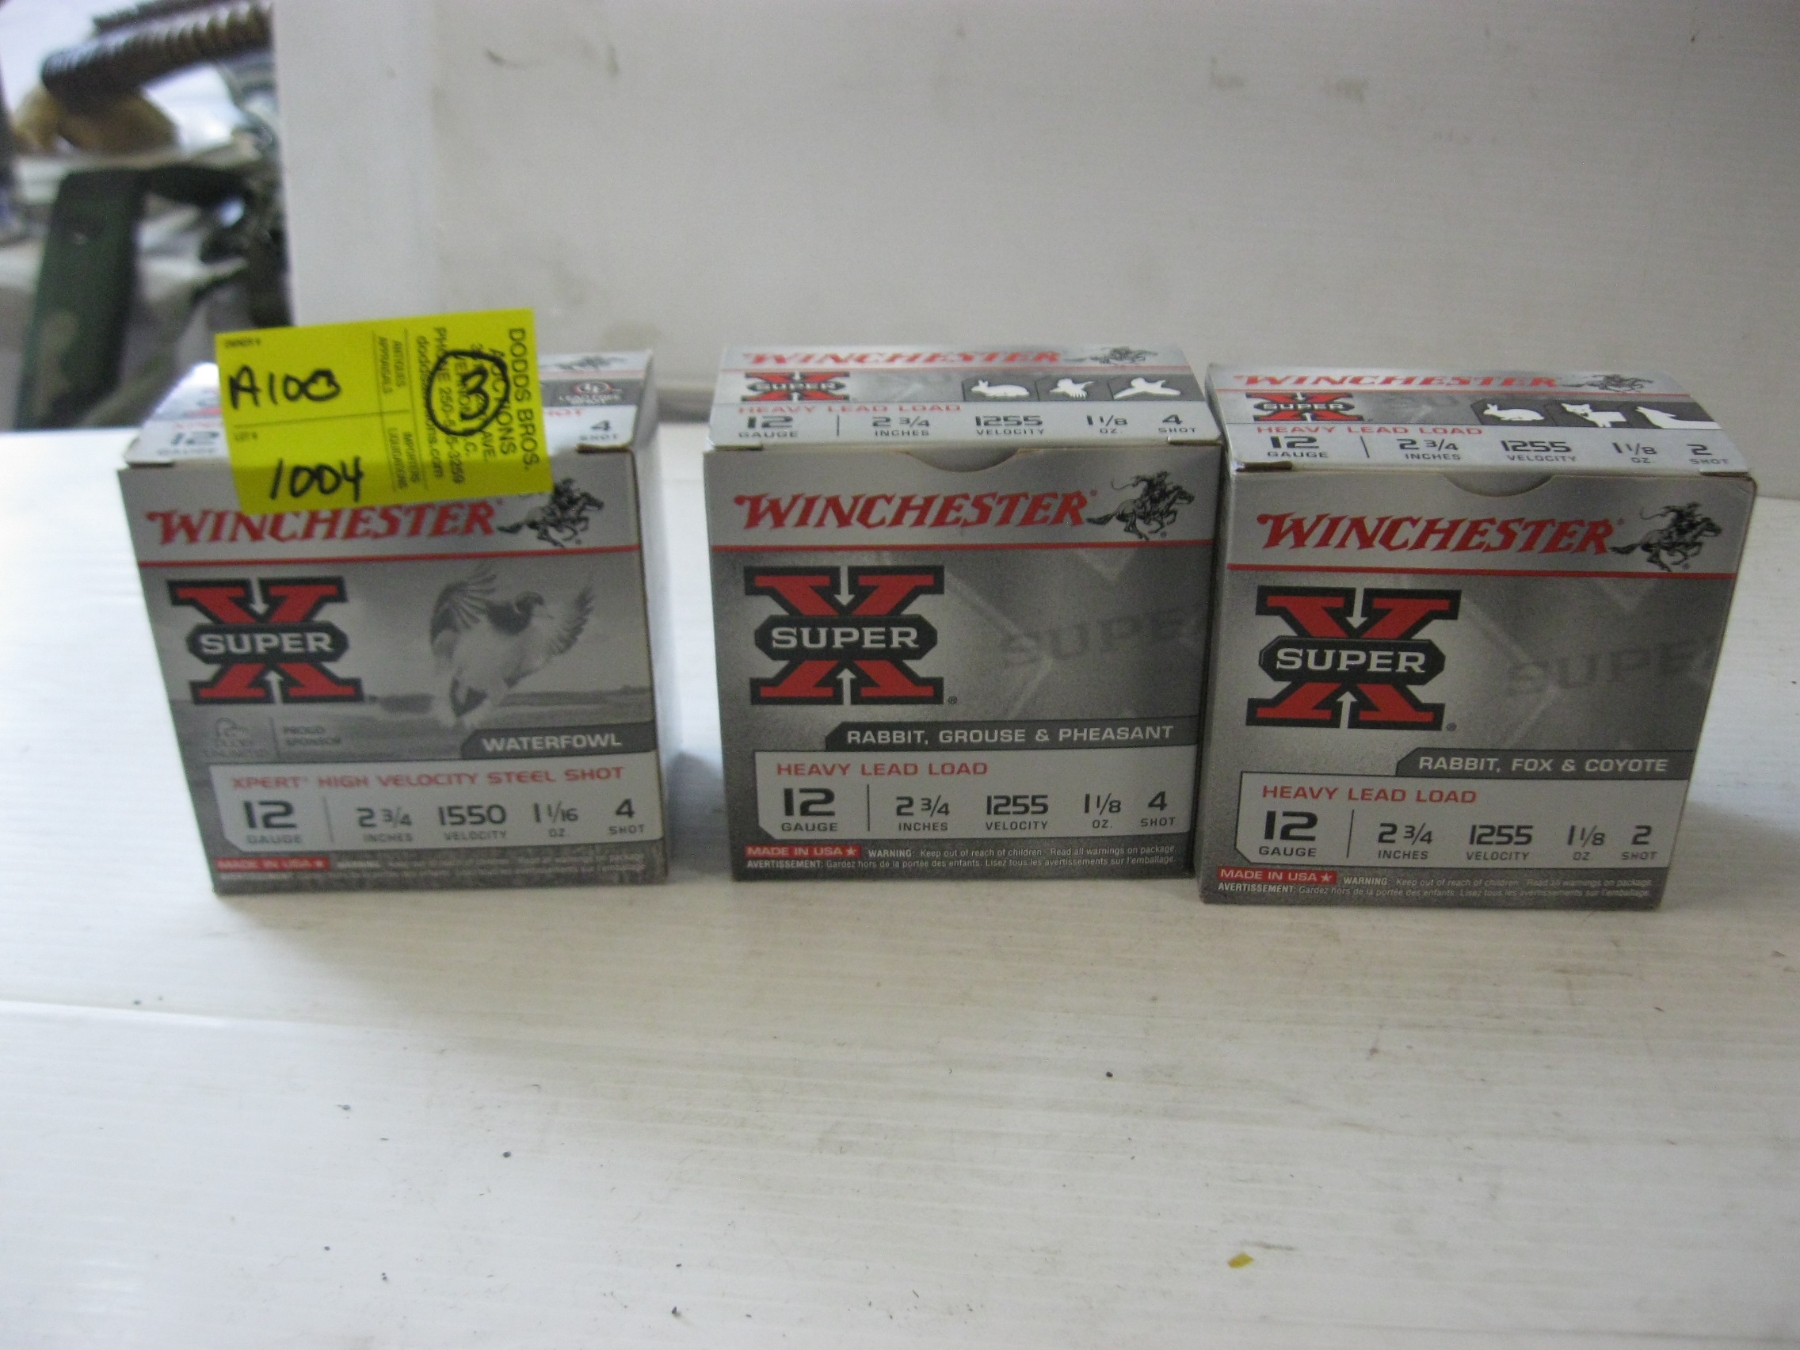 A100
3
1004
DODDS BROS.
ANTIQUES
APPRAISALS
LOT #
12
4
SHOT
WINCHESTER
SUPER X
WATERFOWL
XPERT® HIGH VELOCITY STEEL SHOT
12 2 3/4 1550 1 1/16 4
GAUGE INCHES VELOCITY OZ. SHOT
MADE IN USA
WINCHESTER
SUPER X
HEAVY LEAD LOAD
12 2 3/4 1255 1 1/8 4
GAUGE INCHES VELOCITY OZ. SHOT
WINCHESTER®
SUPER X®
SUPER
RABBIT, GROUSE & PHEASANT
HEAVY LEAD LOAD
12 2 3/4 1255 1 1/8 4
GAUGE INCHES VELOCITY OZ. SHOT
MADE IN USA WARNING: Keep out of reach of children · Read all warnings on package.
AVERTISSEMENT: Gardez hors de la portée des enfants. Lisez tous les avertissements sur l'emballage.
WINCHESTER
SUPER X
HEAVY LEAD LOAD
12 2 3/4 1255 1 1/8 2
GAUGE INCHES VELOCITY OZ. SHOT
WINCHESTER®
SUPER X®
SUPER
RABBIT, FOX & COYOTE
HEAVY LEAD LOAD
12 2 3/4 1255 1 1/8 2
GAUGE INCHES VELOCITY OZ. SHOT
MADE IN USA WARNING: Keep out of reach of children · Read all warnings on package.
AVERTISSEMENT: Gardez hors de la portée des enfants. Lisez tous les avertissements sur l'emballage.